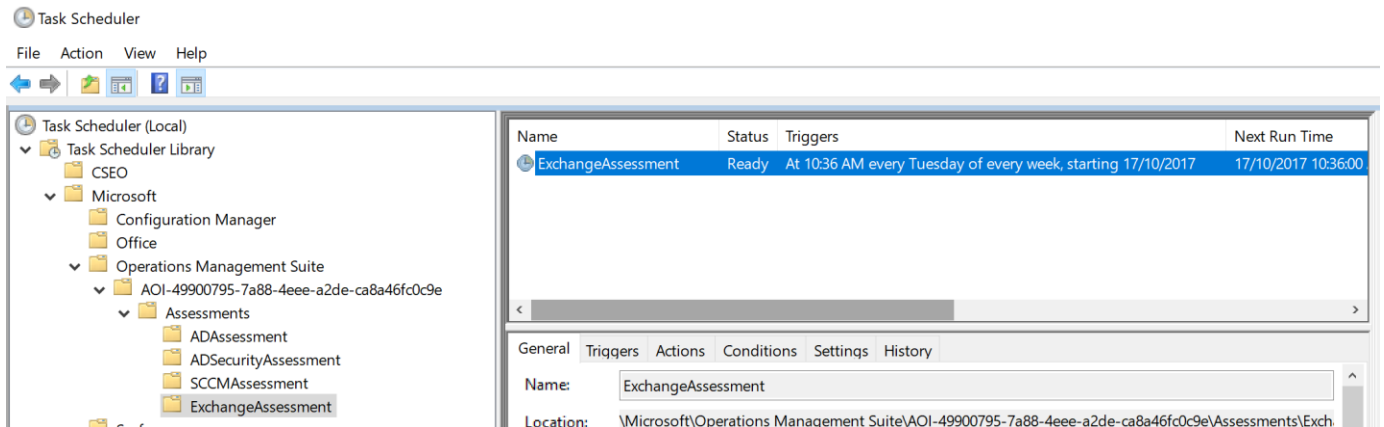 Task Scheduler
File Action View Help
Task Scheduler (Local)
Task Scheduler Library
CSEO
Microsoft
Configuration Manager
Office
Operations Management Suite
AOI-49900795-7a88-4eee-a2de-ca8a46fc0c9e
Assessments
ADAssessment
ADSecurityAssessment
SCCMAssessment
ExchangeAssessment
Name Status Triggers Next Run Time
ExchangeAssessment Ready At 10:36 AM every Tuesday of every week, starting 17/10/2017 17/10/2017 10:36:00
General Triggers Actions Conditions Settings History
Name: ExchangeAssessment
Location: \Microsoft\Operations Management Suite\AOI-49900795-7a88-4eee-a2de-ca8a46fc0c9e\Assessments\Exch